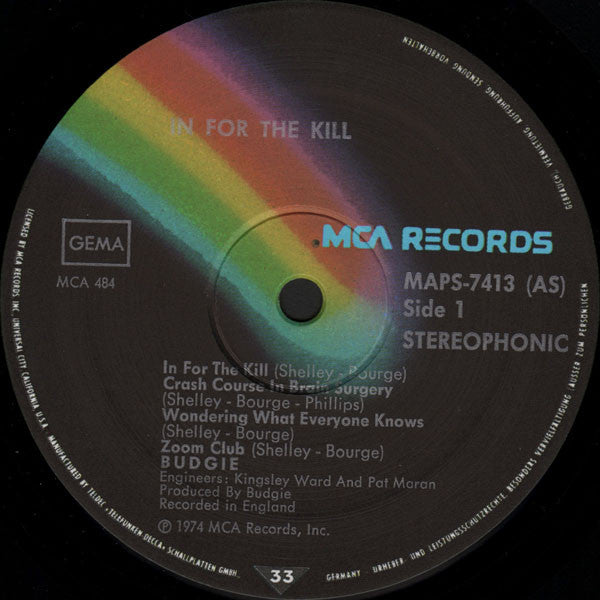 IN FOR THE KILL
GEMA
MCA 484
MCA RECORDS
MAPS-7413 (AS)
Side 1
STEREOPHONIC
In For The Kill (Shelley - Bourge)
Crash Course In Brain Surgery
(Shelley - Bourge - Phillips)
Wondering What Everyone Knows
(Shelley - Bourge)
Zoom Club (Shelley - Bourge)
BUDGIE
Engineers: Kingsley Ward And Pat Moran
Produced By Budgie
Recorded in England
℗ 1974 MCA Records, Inc.
33
LICENSED BY MCA RECORDS INC. UNIVERSAL CITY CALIFORNIA U.S.A. MANUFACTURED BY TELDEC »TELEFUNKEN-DECCA« SCHALLPLATTEN GMBH.
GERMANY URHEBER- UND LEISTUNGSSCHUTZRECHTE, BESONDERS VERVIELFÄLTIGUNG (AUSSER ZUM PERSÖNLICHEN GEBRAUCH), VERMIETUNG AUFFÜHRUNG SENDUNG VORBEHALTEN